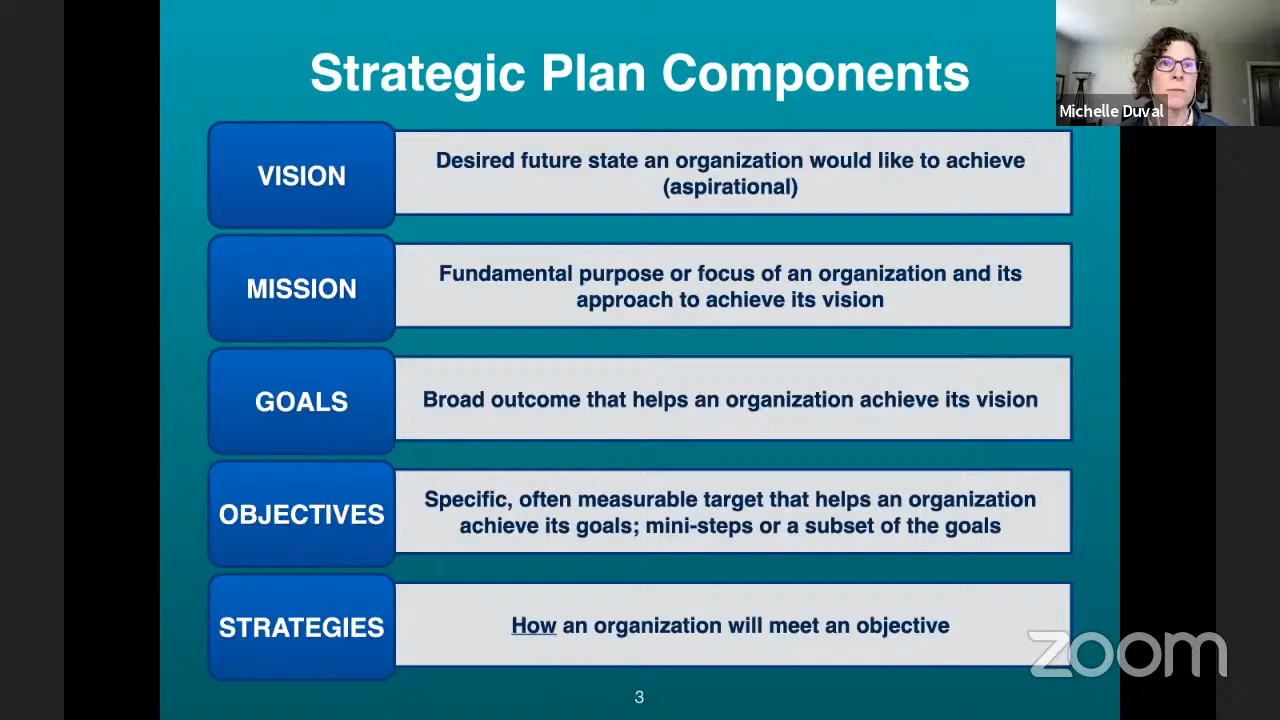 Strategic Plan Components
Michelle Duval
VISION
Desired future state an organization would like to achieve
(aspirational)
MISSION
Fundamental purpose or focus of an organization and its
approach to achieve its vision
GOALS
Broad outcome that helps an organization achieve its vision
OBJECTIVES
Specific, often measurable target that helps an organization
achieve its goals; mini-steps or a subset of the goals
STRATEGIES
How an organization will meet an objective
zoom
3